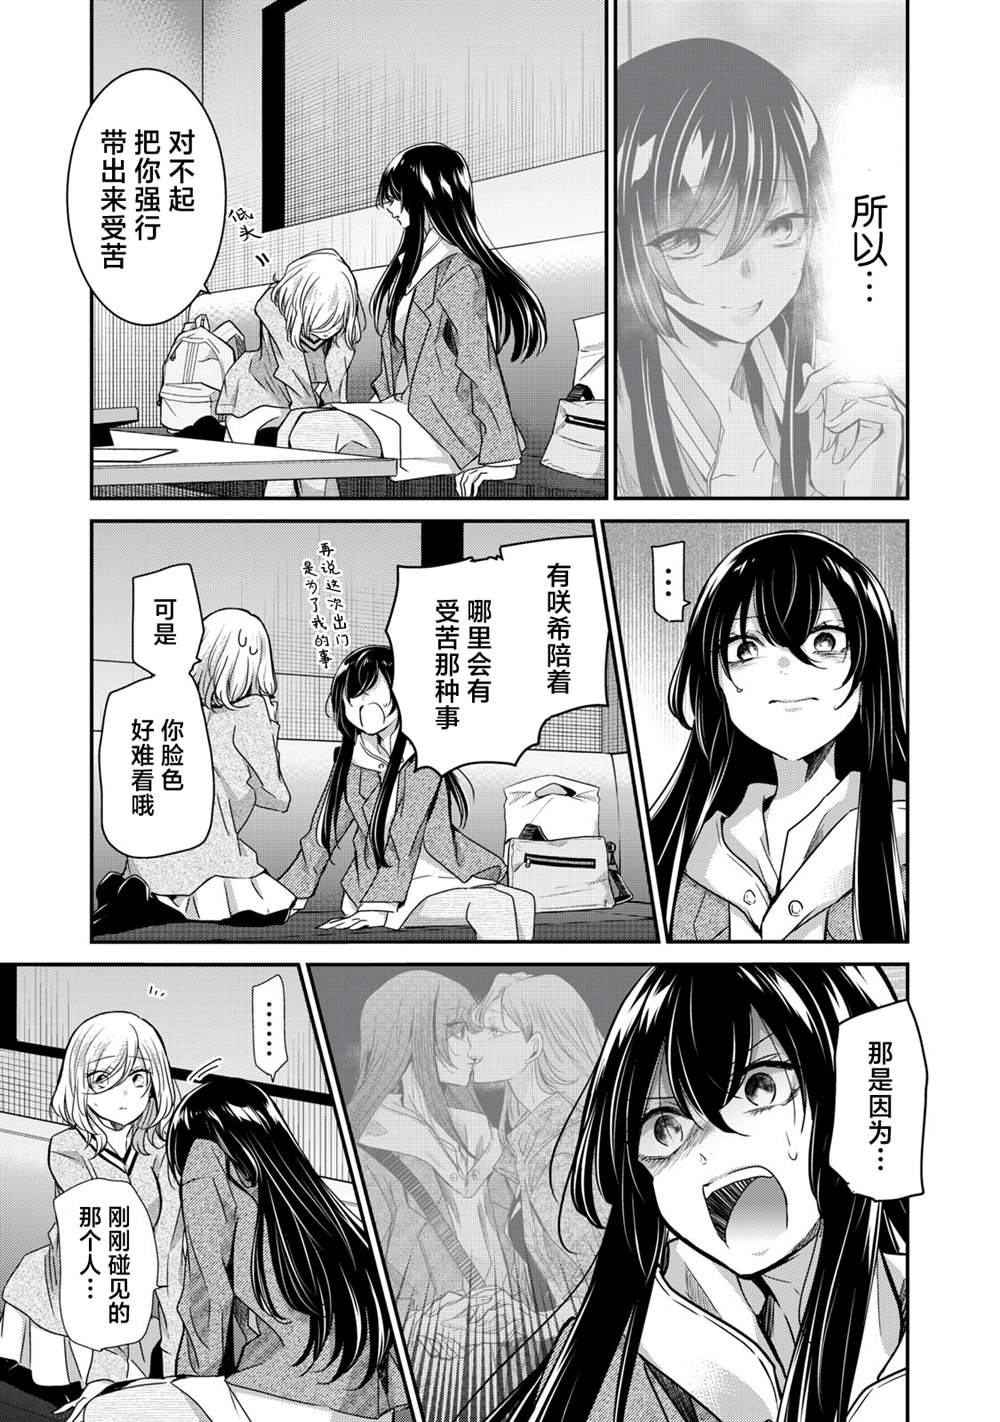 所以…
对不起
把你强行
带出来受苦
低头
…
有咲希陪着
哪里会有
受苦那种事
再说这次出门
是为了我的事
可是
你脸色
好难看哦
那是因为…
……
刚刚碰见的
那个人…